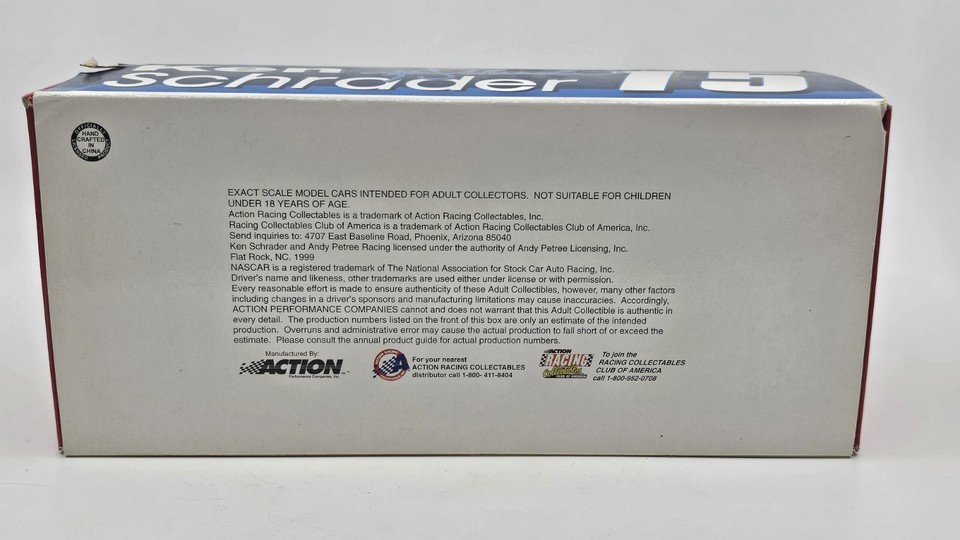 Ken
Schrader 15
OFFICIALLY
HAND
CRAFTED
IN
CHINA
EXACT SCALE MODEL CARS INTENDED FOR ADULT COLLECTORS. NOT SUITABLE FOR CHILDREN
UNDER 18 YEARS OF AGE.
Action Racing Collectables is a trademark of Action Racing Collectables, Inc.
Racing Collectables Club of America is a trademark of Action Racing Collectables Club of America, Inc.
Send inquiries to: 4707 East Baseline Road, Phoenix, Arizona 85040
Ken Schrader and Andy Petree Racing licensed under the authority of Andy Petree Licensing, Inc.
Flat Rock, NC. 1999
NASCAR is a registered trademark of The National Association for Stock Car Auto Racing, Inc.
Driver's name and likeness, other trademarks are used either under license or with permission.
Every reasonable effort is made to ensure authenticity of these Adult Collectibles, however, many other factors
including changes in a driver's sponsors and manufacturing limitations may cause inaccuracies. Accordingly,
ACTION PERFORMANCE COMPANIES cannot and does not warrant that this Adult Collectible is authentic in
every detail. The production numbers listed on the front of this box are only an estimate of the intended
production. Overruns and administrative error may cause the actual production to fall short of or exceed the
estimate. Please consult the annual product guide for actual production numbers.
Manufactured By:
ACTION
Performance Companies, Inc.
For your nearest
ACTION RACING COLLECTABLES
distributor call 1-800- 411-8404
ACTION
RACING
Collectables
CLUB OF AMERICA
To join the
RACING COLLECTABLES
CLUB OF AMERICA
call 1-800-952-0708